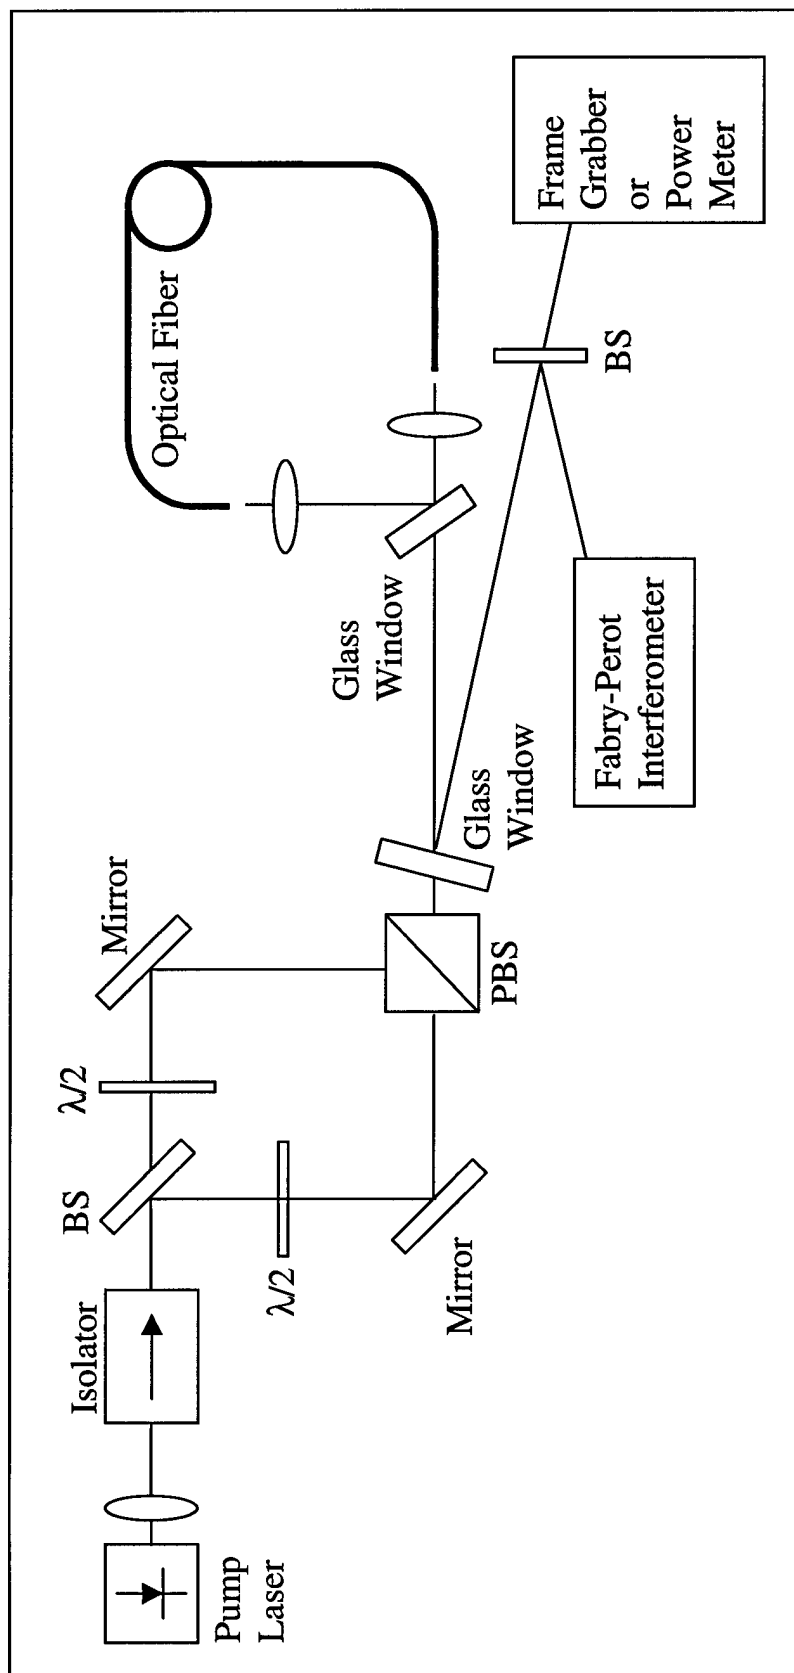 Pump
Laser
Isolator
BS
λ/2
λ/2
Mirror
Mirror
PBS
Glass
Window
Glass
Window
Optical Fiber
Fabry-Perot
Interferometer
BS
Frame
Grabber
or
Power
Meter